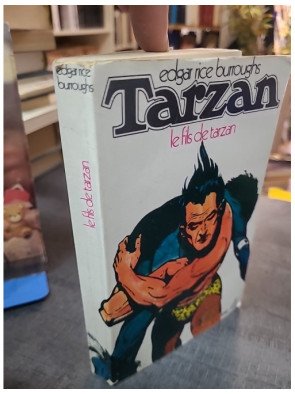 edgar rice
burroughs
le fils de tarzan
edgar rice burroughs
Tarzan
le fils de tarzan